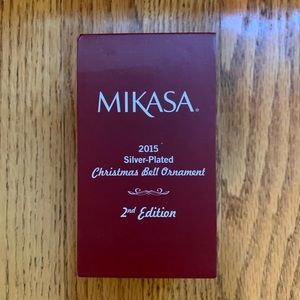 MIKASA®
2015
Silver-Plated
Christmas Bell Ornament
2nd Edition